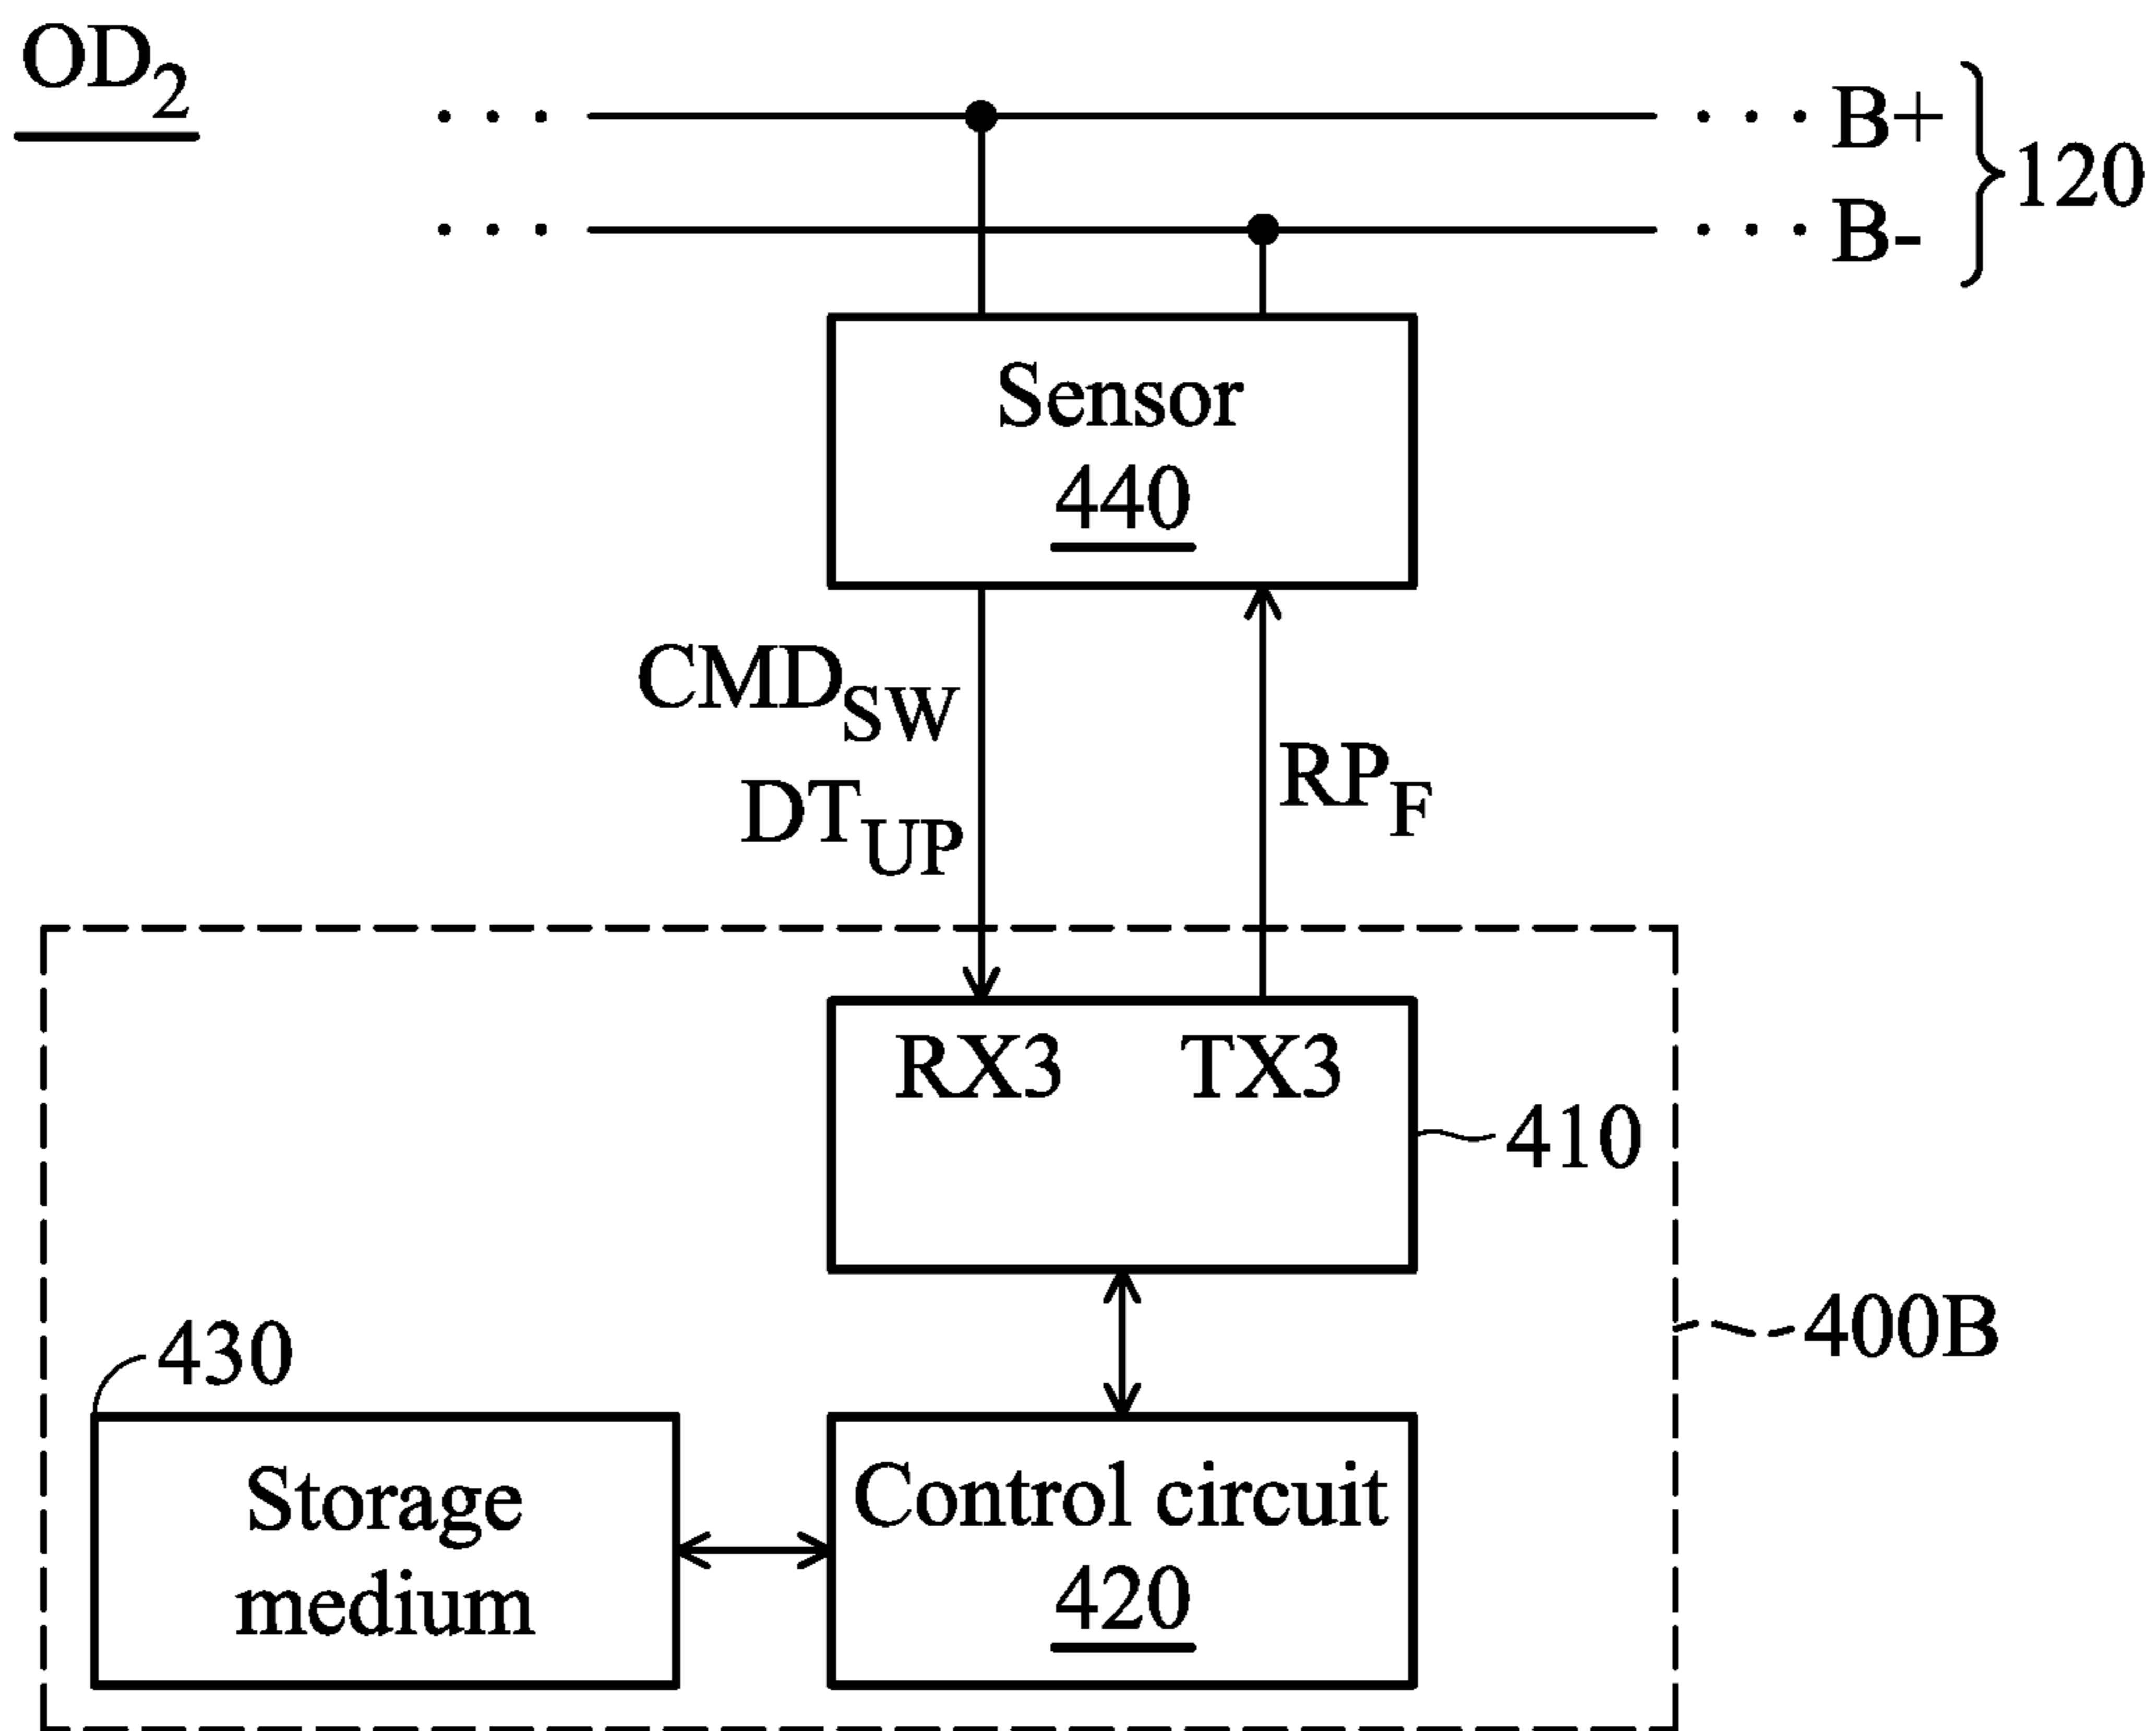 OD2
B+
B-
120
Sensor
440
CMDSW
DTUP
RPF
RX3 TX3
410
400B
430
Storage
medium
Control circuit
420